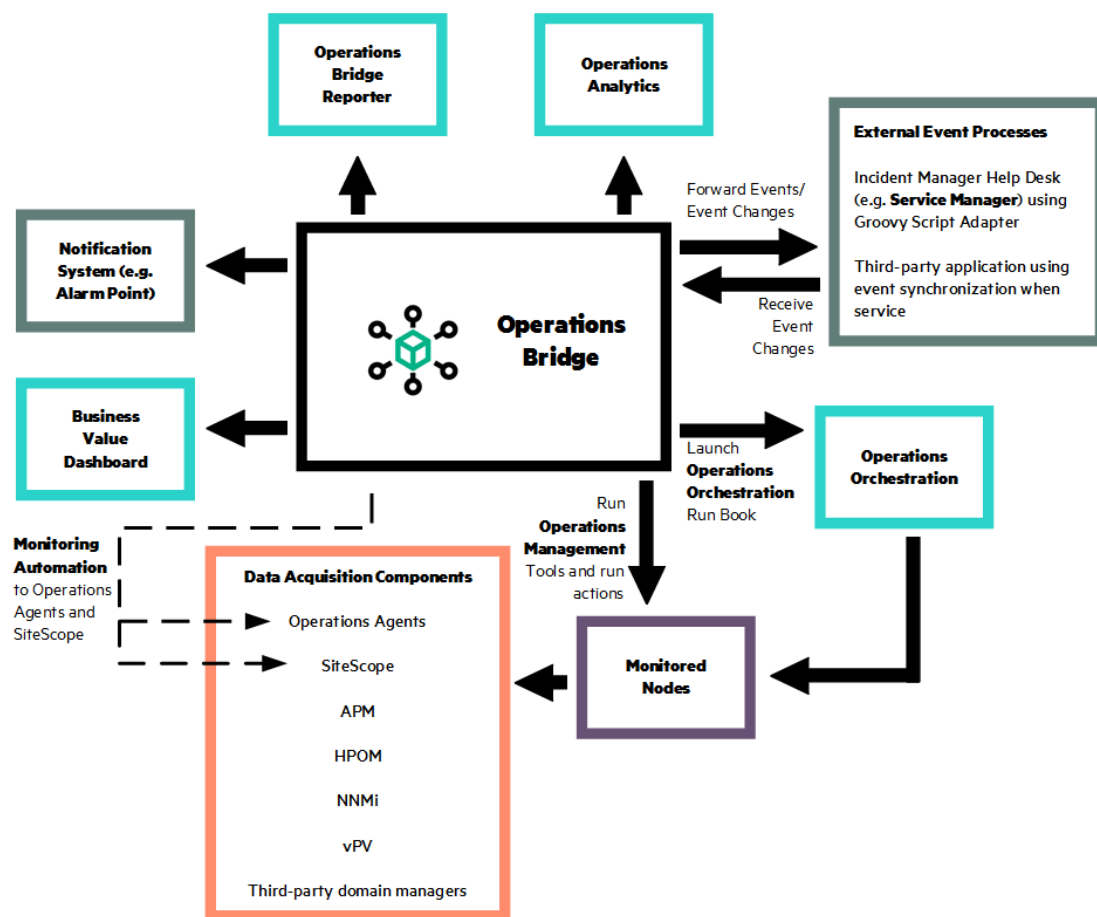 Operations
Bridge
Reporter
Operations
Analytics
External Event Processes
Incident Manager Help Desk
(e.g. Service Manager) using
Groovy Script Adapter
Third-party application using
event synchronization when
service
Forward Events/
Event Changes
Receive
Event
Changes
Notification
System (e.g.
Alarm Point)
Operations
Bridge
Business
Value
Dashboard
Launch
Operations
Orchestration
Run Book
Operations
Orchestration
Run
Operations
Management
Tools and run
actions
Monitoring
Automation
to Operations
Agents and
SiteScope
Data Acquisition Components
Operations Agents
SiteScope
APM
HPOM
NNMi
vPV
Third-party domain managers
Monitored
Nodes